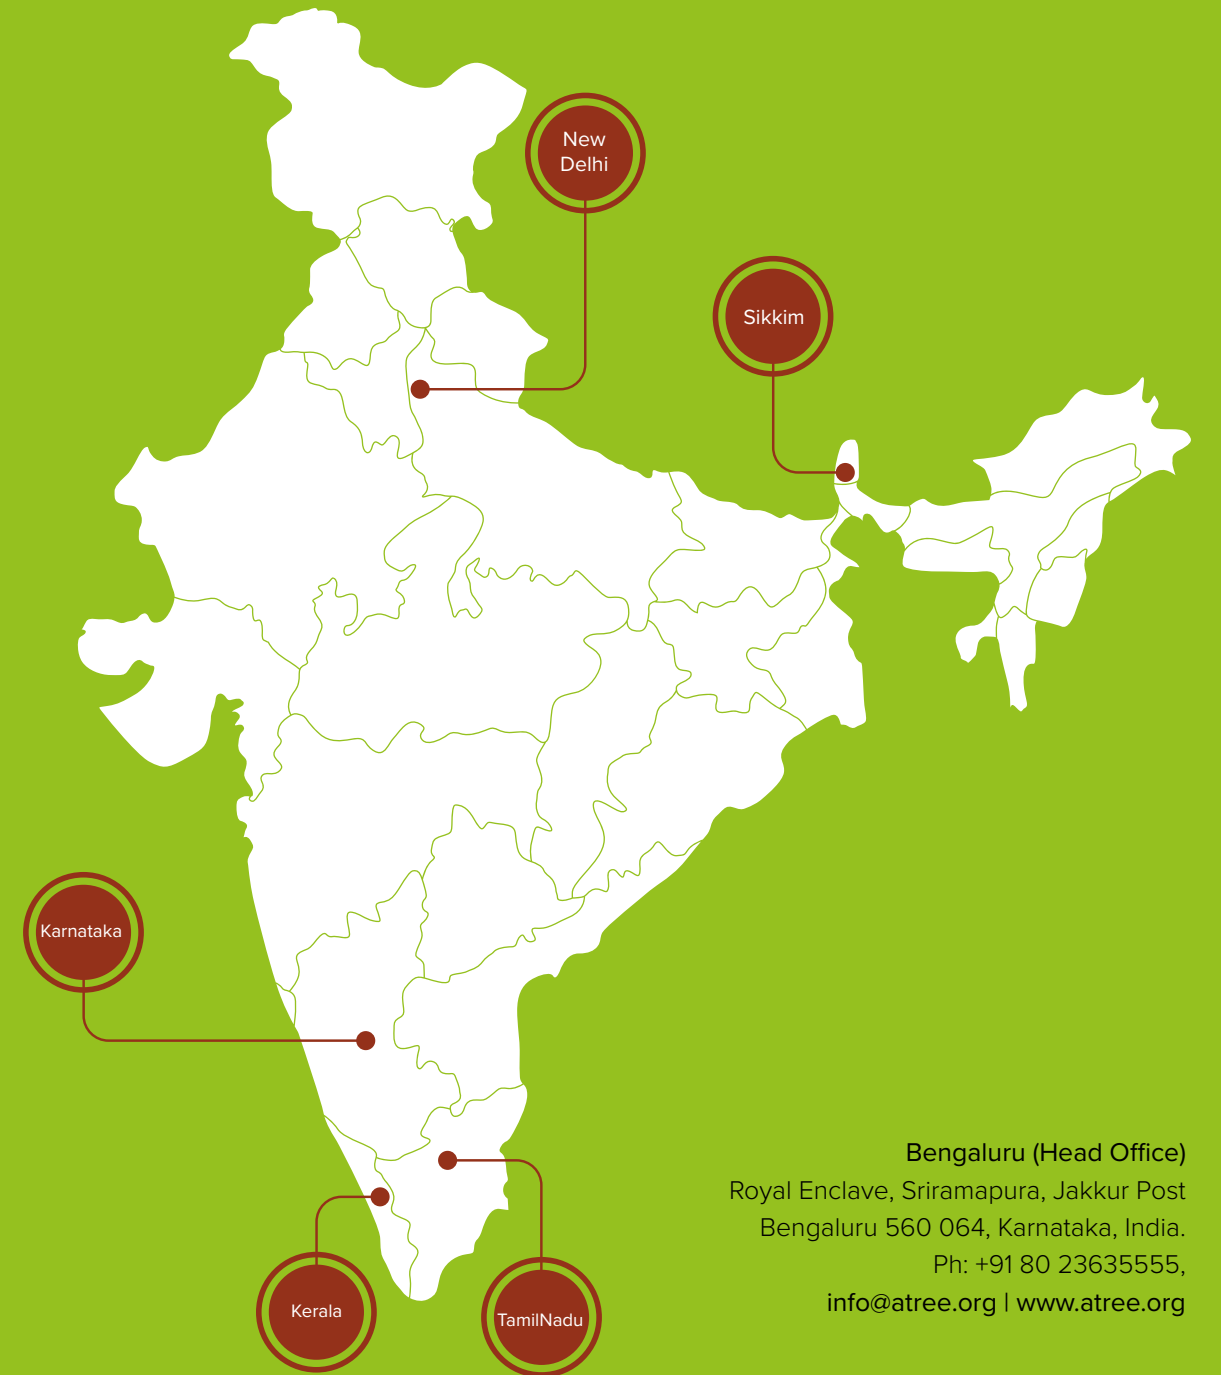 New
Delhi
Sikkim
Karnataka
Kerala
TamilNadu
Bengaluru (Head Office)
Royal Enclave, Sriramapura, Jakkur Post
Bengaluru 560 064, Karnataka, India.
Ph: +91 80 23635555,
info@atree.org | www.atree.org